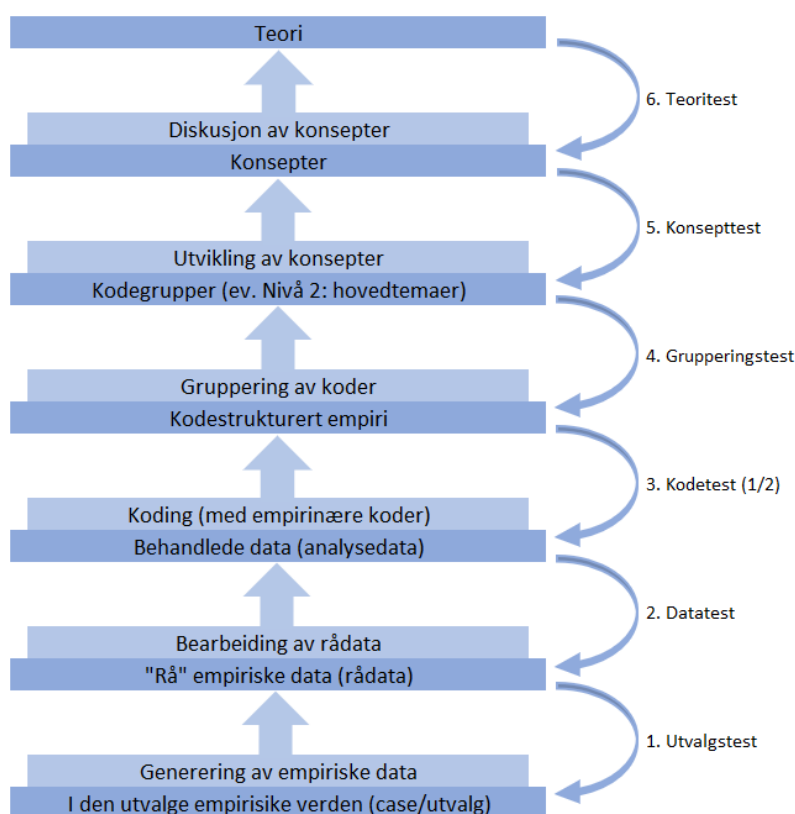 Teori
6. Teoritest
Diskusjon av konsepter
Konsepter
5. Konsepttest
Utvikling av konsepter
Kodegrupper (ev. Nivå 2: hovedtemaer)
4. Grupperingstest
Gruppering av koder
Kodestrukturert empiri
3. Kodetest (1/2)
Koding (med empirinære koder)
Behandlede data (analysedata)
2. Datatest
Bearbeiding av rådata
"Rå" empiriske data (rådata)
1. Utvalgstest
Generering av empiriske data
I den utvalge empirisike verden (case/utvalg)